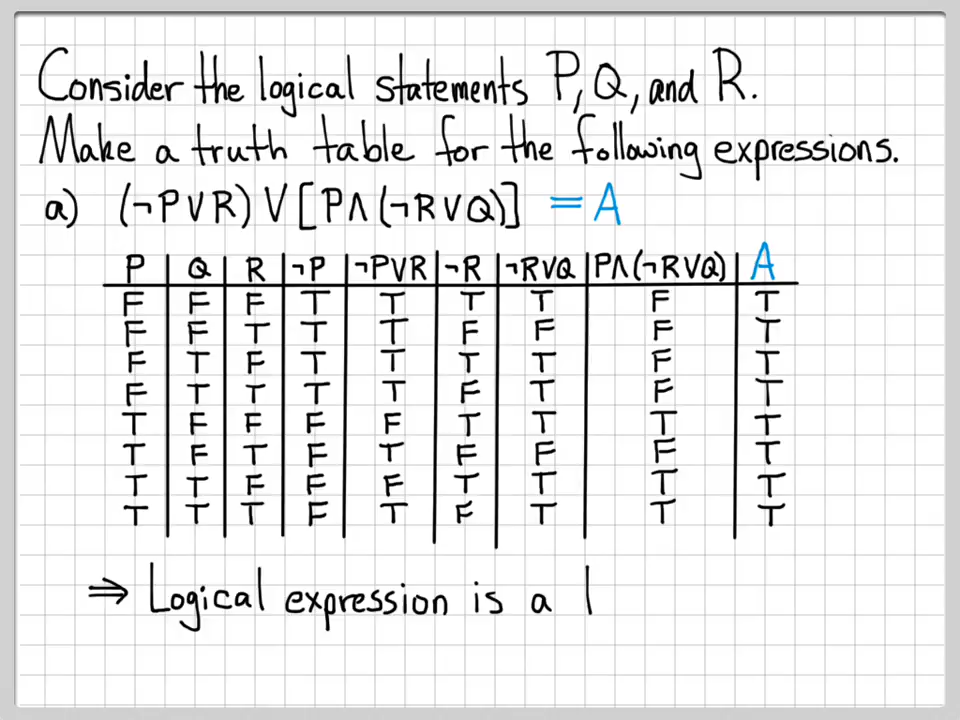 Consider the logical statements P, Q, and R.
Make a truth table for the following expressions.
a) (¬P∨R)∨[P∧(¬R∨Q)] = A
P Q R ¬P ¬P∨R ¬R ¬R∨Q P∧(¬R∨Q) A
F F F T T T T F T
F F T T T F F F T
F T F T T T T F T
F T T T T F T F T
T F F F F T T T T
T F T F T F F F T
T T F F F T T T T
T T T F T F T T T
⇒ Logical expression is a